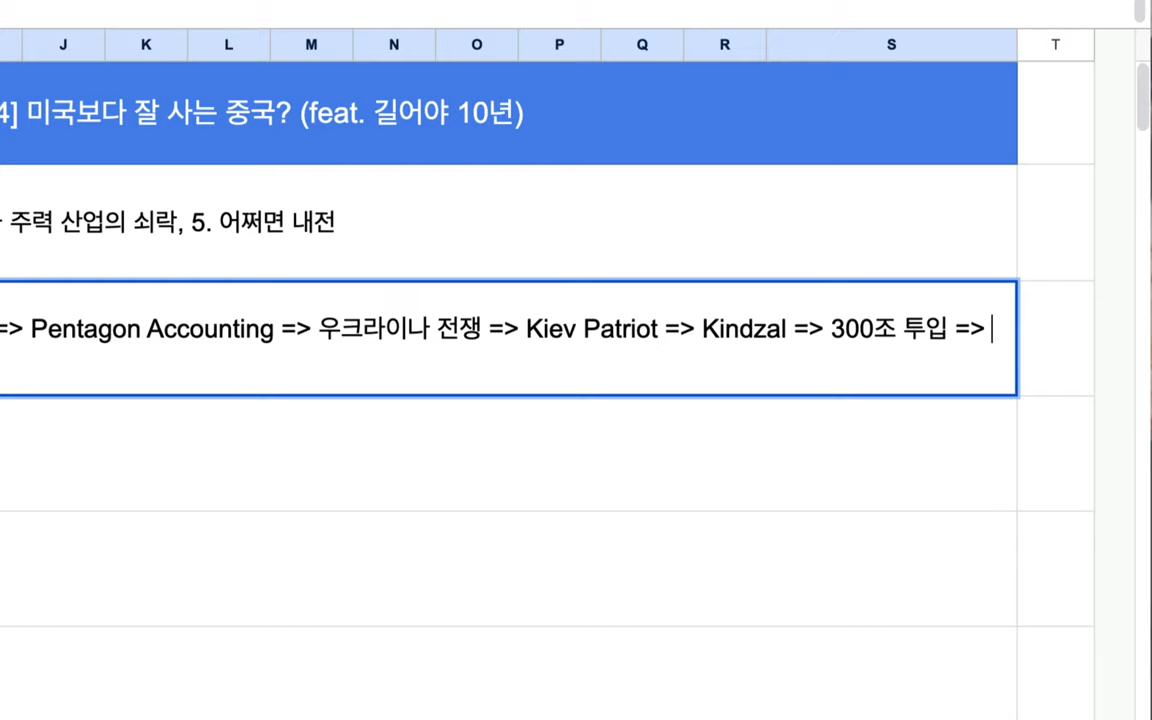 J K L M N O P Q R S T
4] 미국보다 잘 사는 중국? (feat. 길어야 10년)
주력 산업의 쇠락, 5. 어쩌면 내전
=> Pentagon Accounting => 우크라이나 전쟁 => Kiev Patriot => Kindzal => 300조 투입 =>